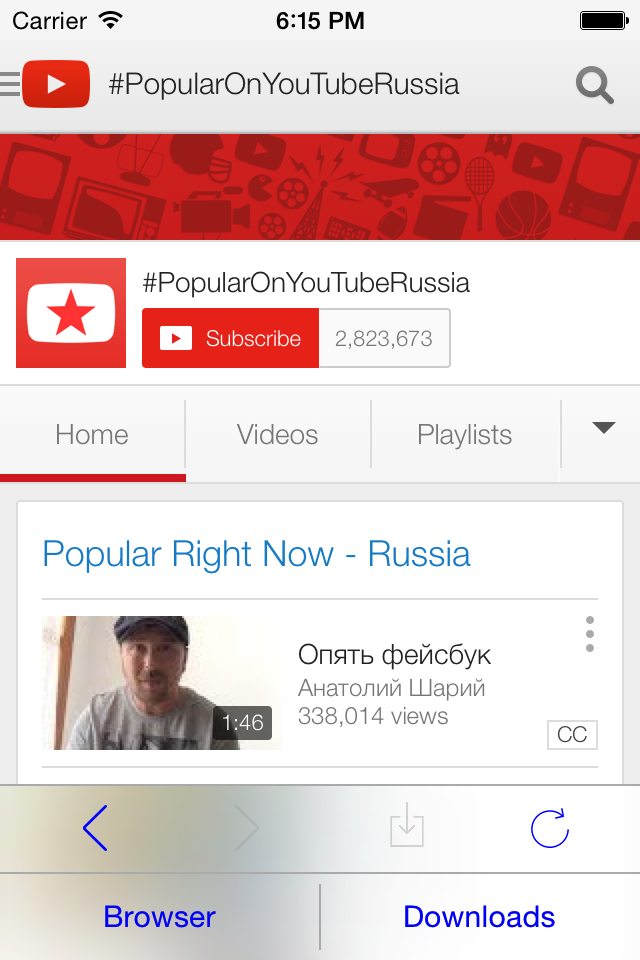 Carrier 6:15 PM
#PopularOnYouTubeRussia
#PopularOnYouTubeRussia
Subscribe 2,823,673
Home Videos Playlists
Popular Right Now - Russia
Опять фейсбук
Анатолий Шарий
338,014 views
1:46
CC
Browser Downloads